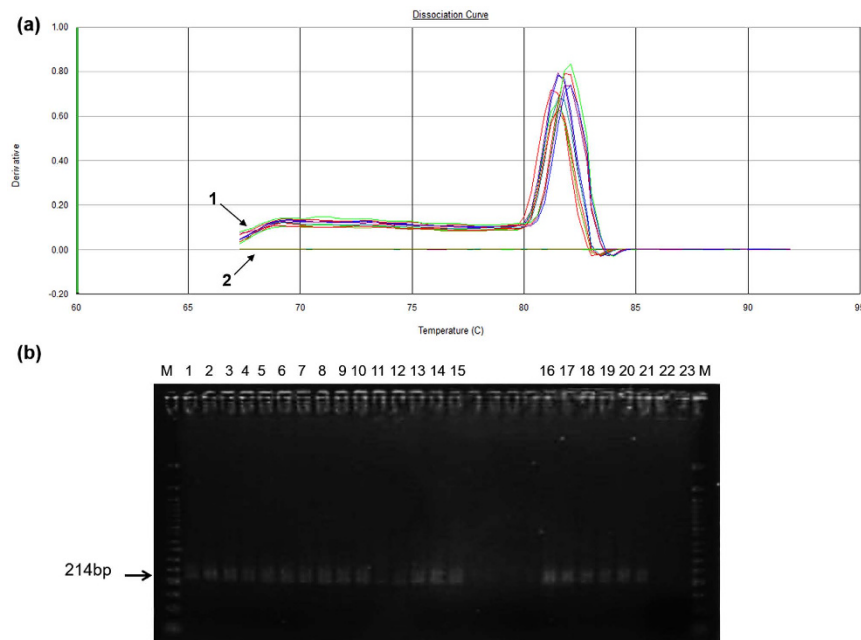 (a)
Dissociation Curve
1.00
0.80
0.60
Derivative
0.40
0.20
1
0.00
2
-0.20
60 65 70 75 80 85 90 95
Temperature (C)
(b)
M 1 2 3 4 5 6 7 8 9 10 11 12 13 14 15 16 17 18 19 20 21 22 23 M
214bp